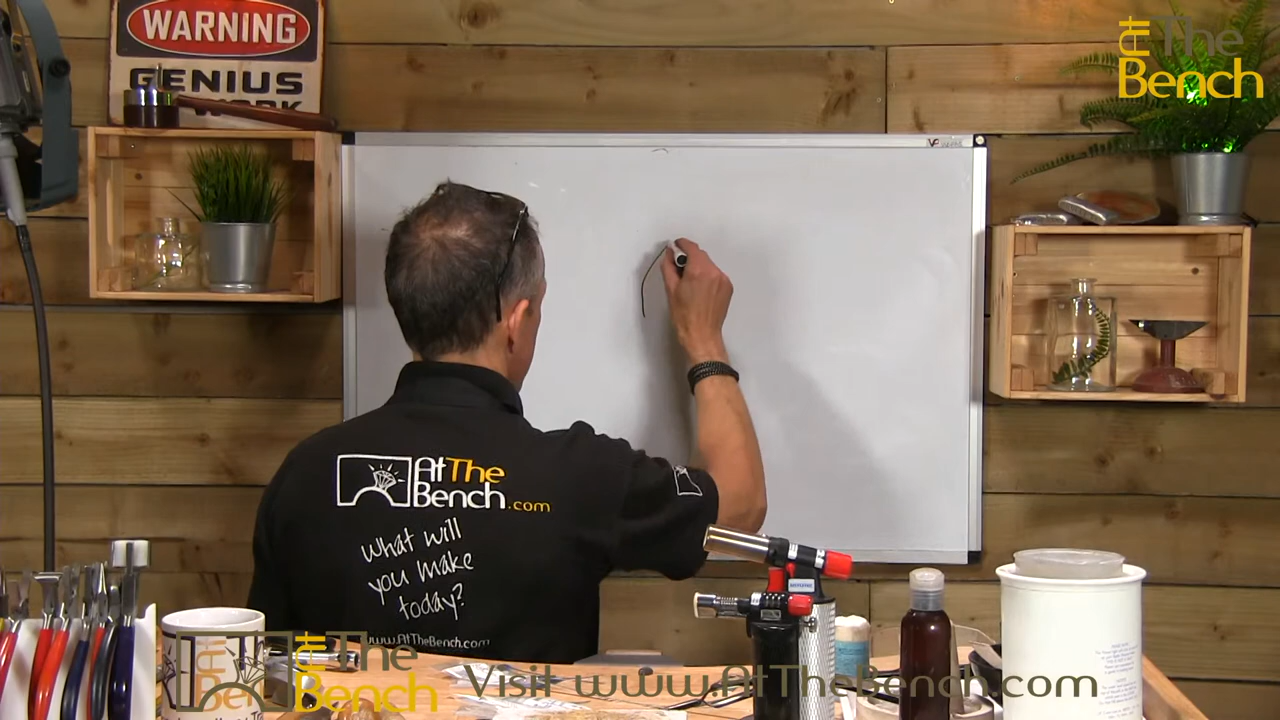 WARNING
GENIUS
WORK
At The
Bench
At The
Bench.com
What will
you make
today?
www.AtTheBench.com
At The
Bench
Visit www.AtTheBench.com